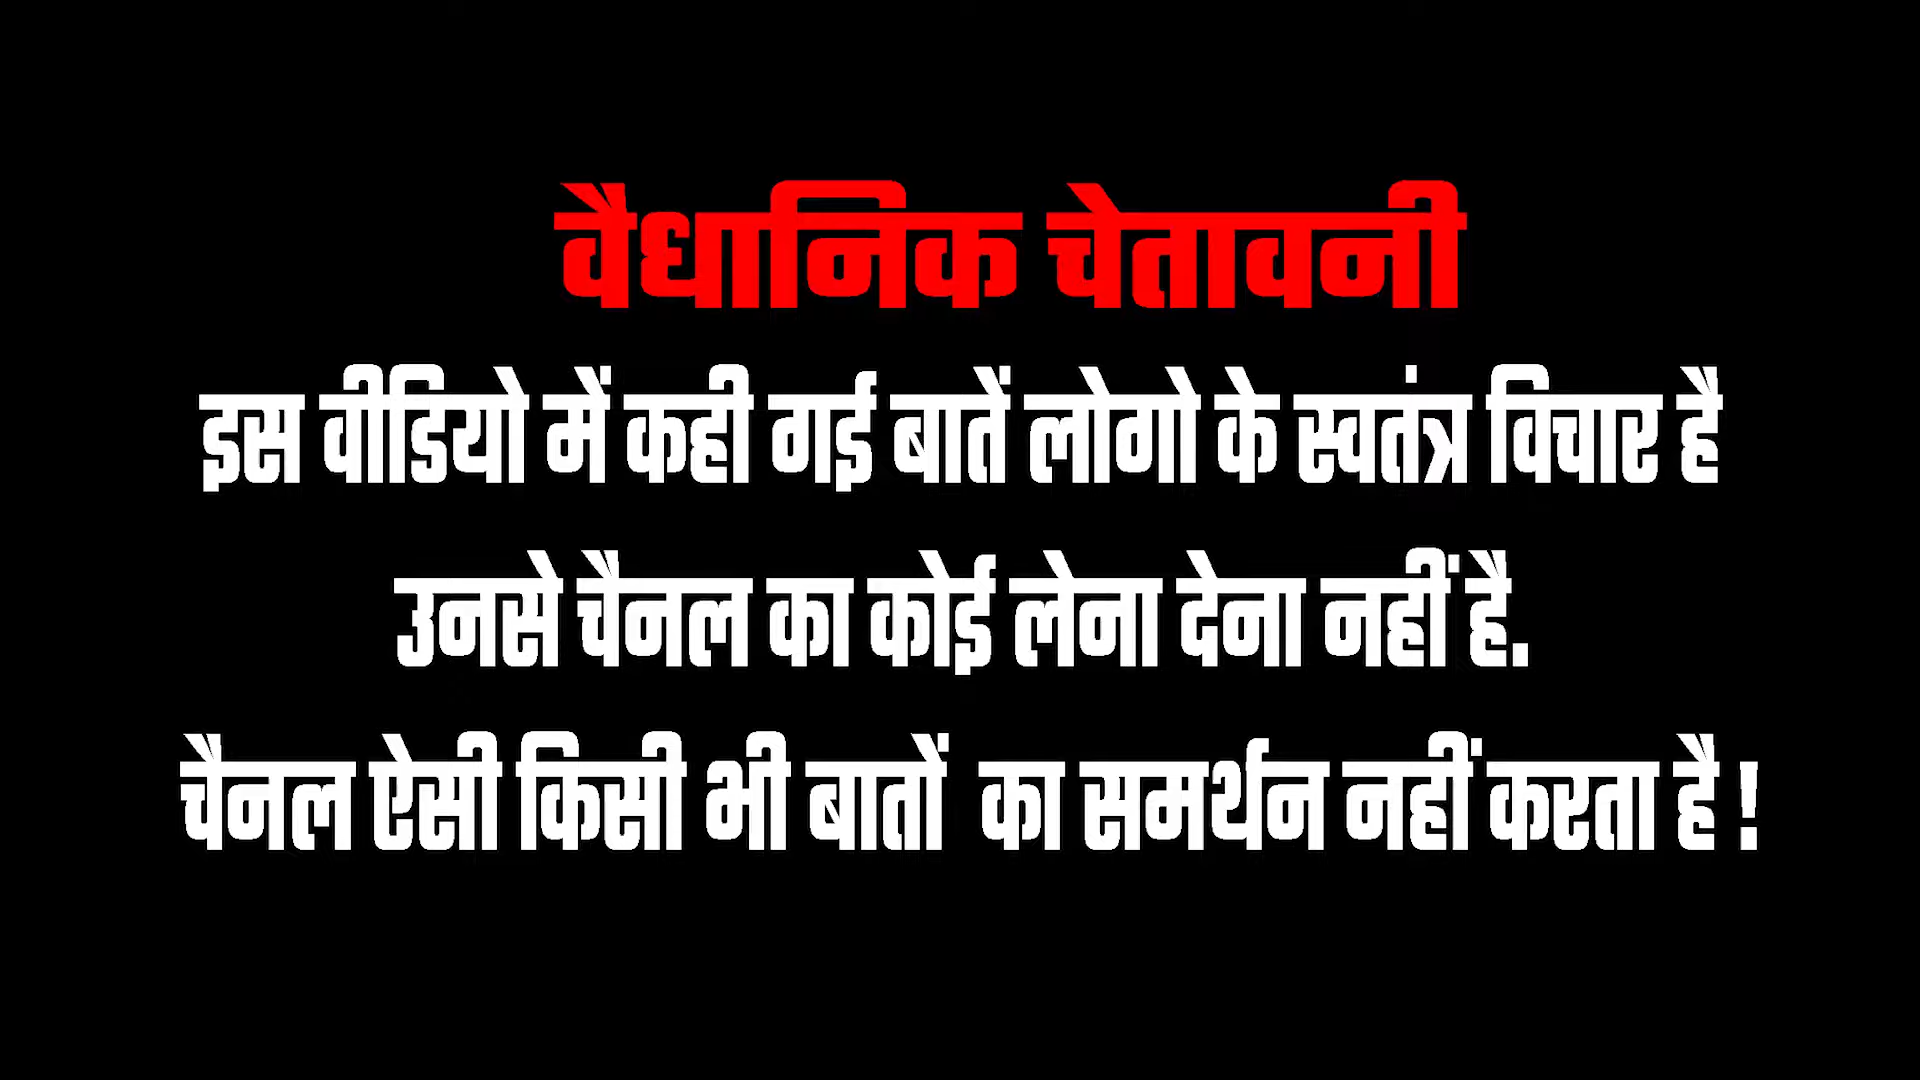 वैधानिक चेतावनी
इस वीडियो में कही गई बातें लोगो के स्वतंत्र विचार है
उनसे चैनल का कोई लेना देना नहीं है.
चैनल ऐसी किसी भी बातों का समर्थन नहीं करता है !